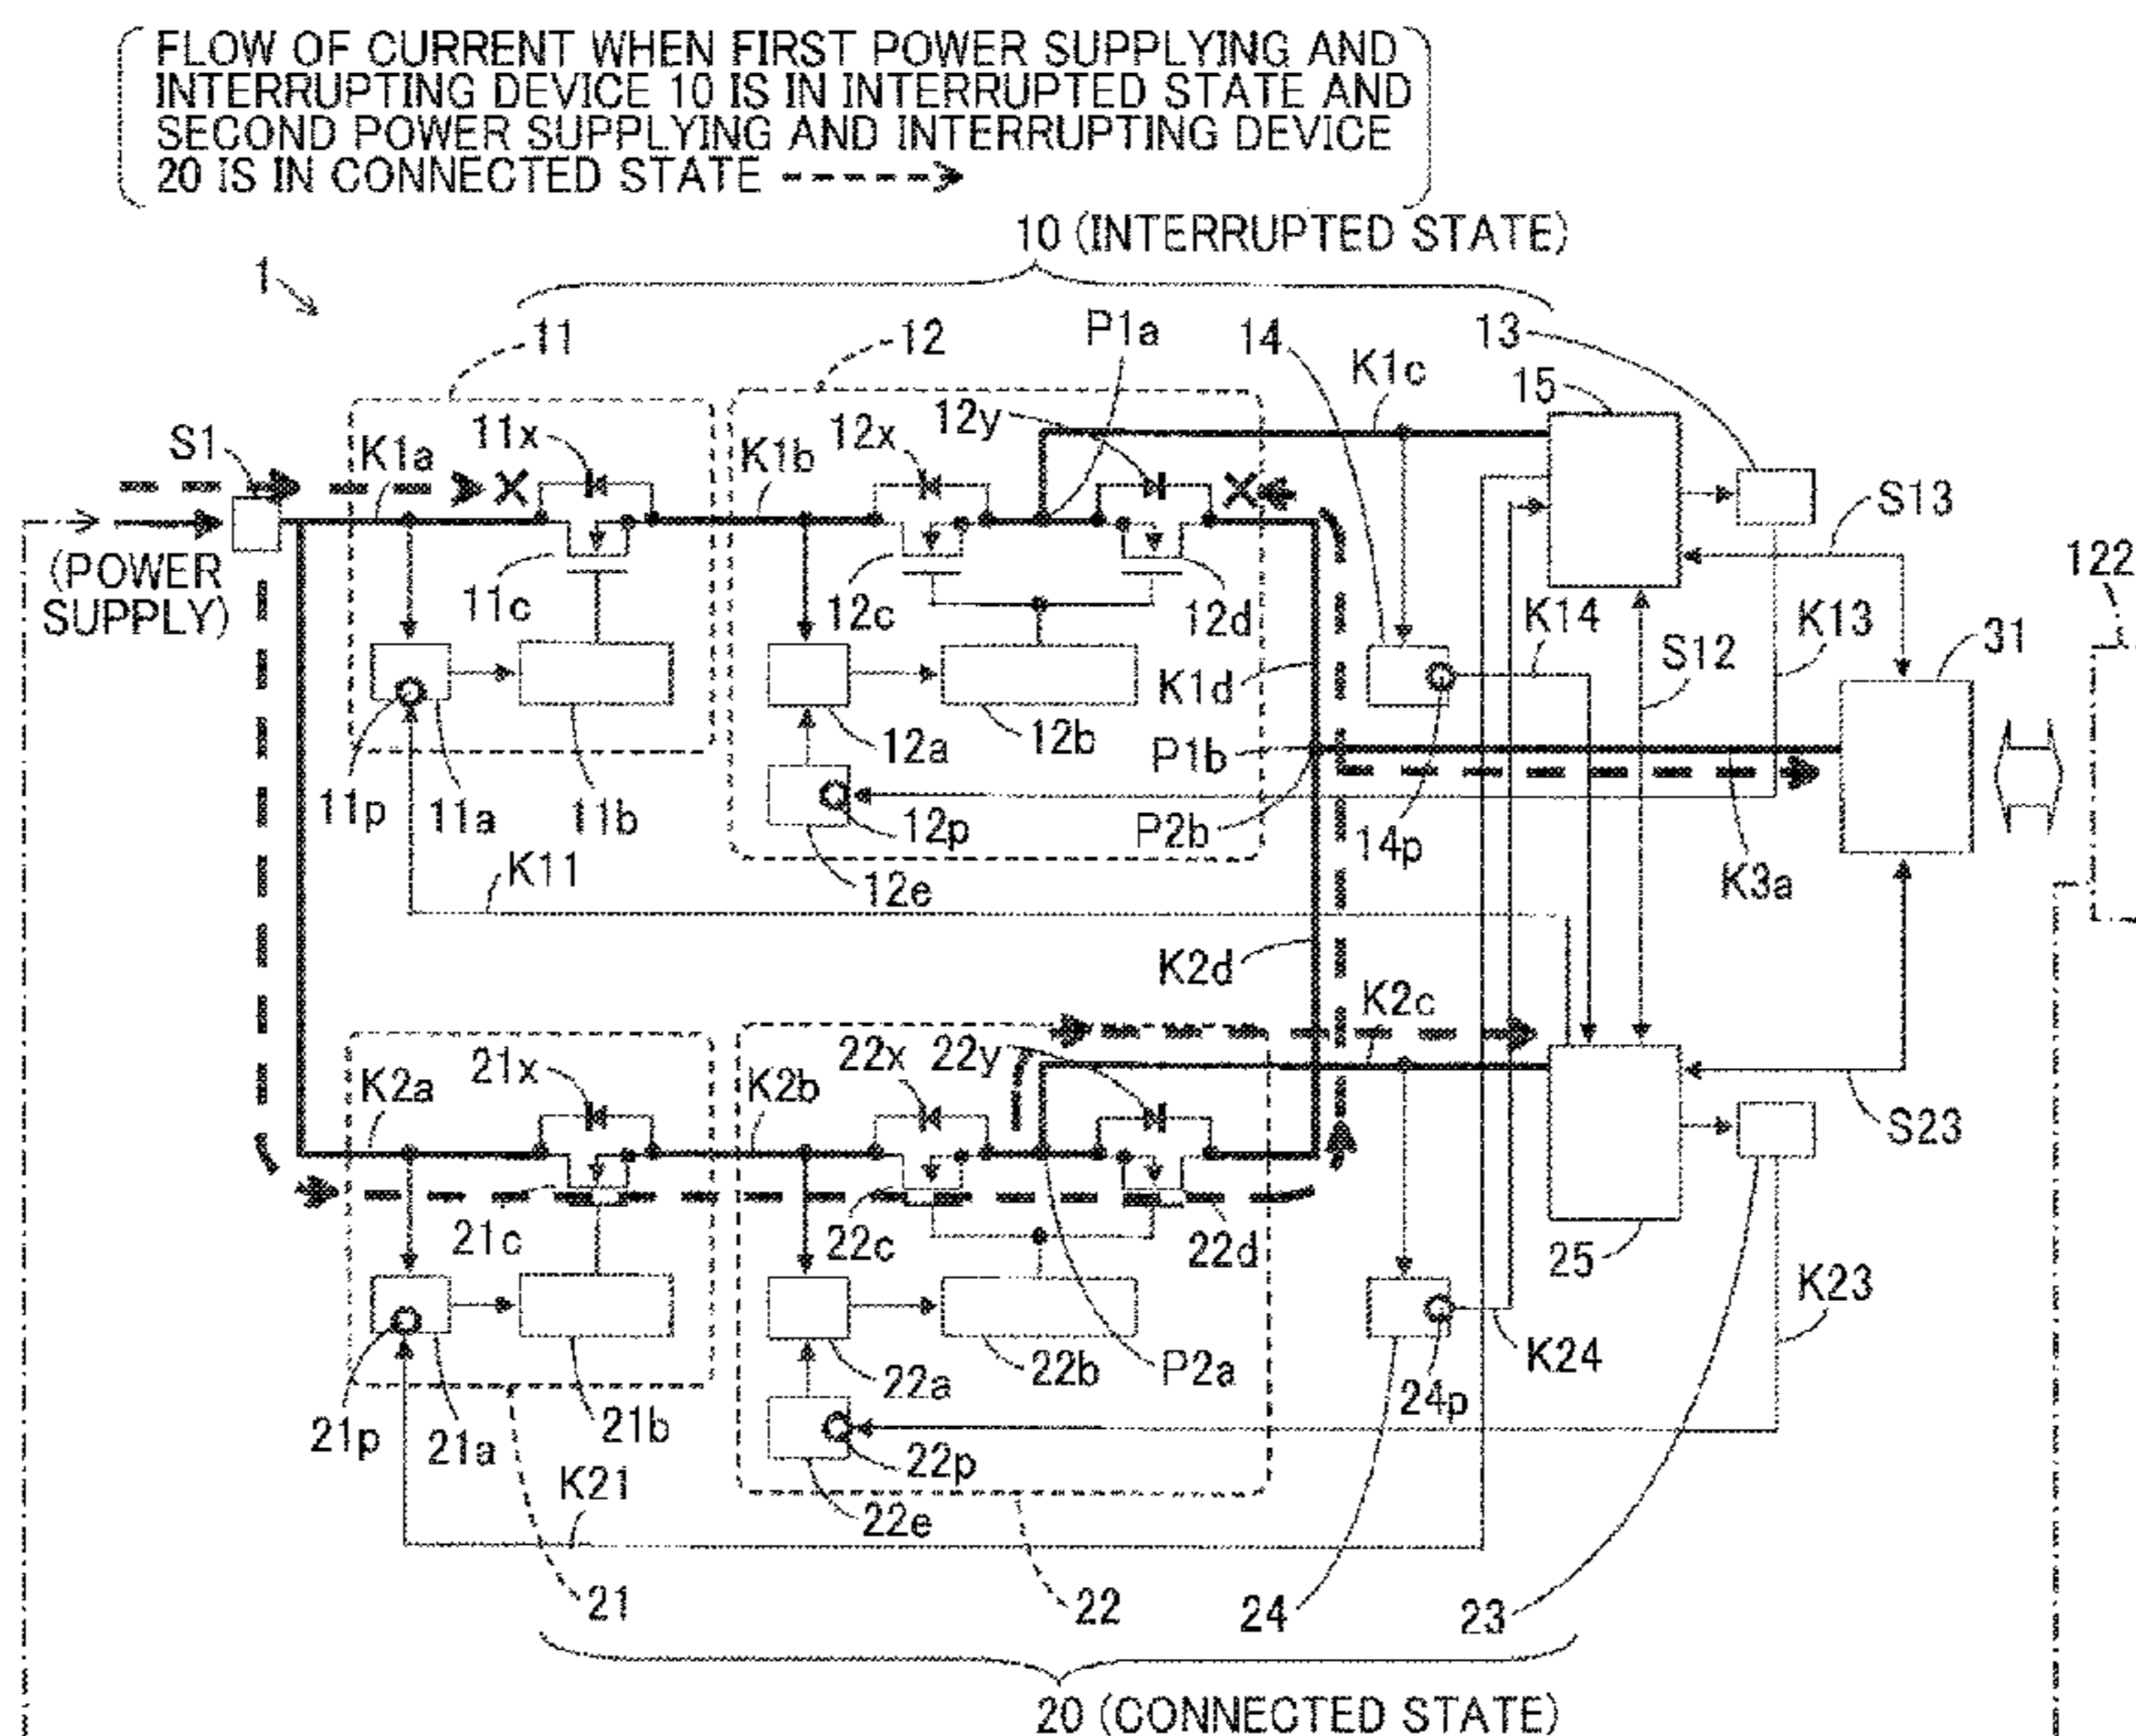 FLOW OF CURRENT WHEN FIRST POWER SUPPLYING AND
INTERRUPTING DEVICE 10 IS IN INTERRUPTED STATE AND
SECOND POWER SUPPLYING AND INTERRUPTING DEVICE
20 IS IN CONNECTED STATE
10 (INTERRUPTED STATE)
1
11
12
P1a
14
13
K1c
15
S1
K1a
11x
K1b
12x
12y
S13
(POWER
SUPPLY)
11c
12c
12d
K14
S12
K13
31
122
K1d
12a
12b
P1b
11p
11a
11b
12p
P2b
14p
12e
K11
K3a
K2d
K2c
K2a
21x
K2b
22x
22y
S23
21c
22c
22d
25
K23
22a
22b
P2a
K24
24p
21p
21a
21b
22p
K21
22e
21
22
24
23
20 (CONNECTED STATE)